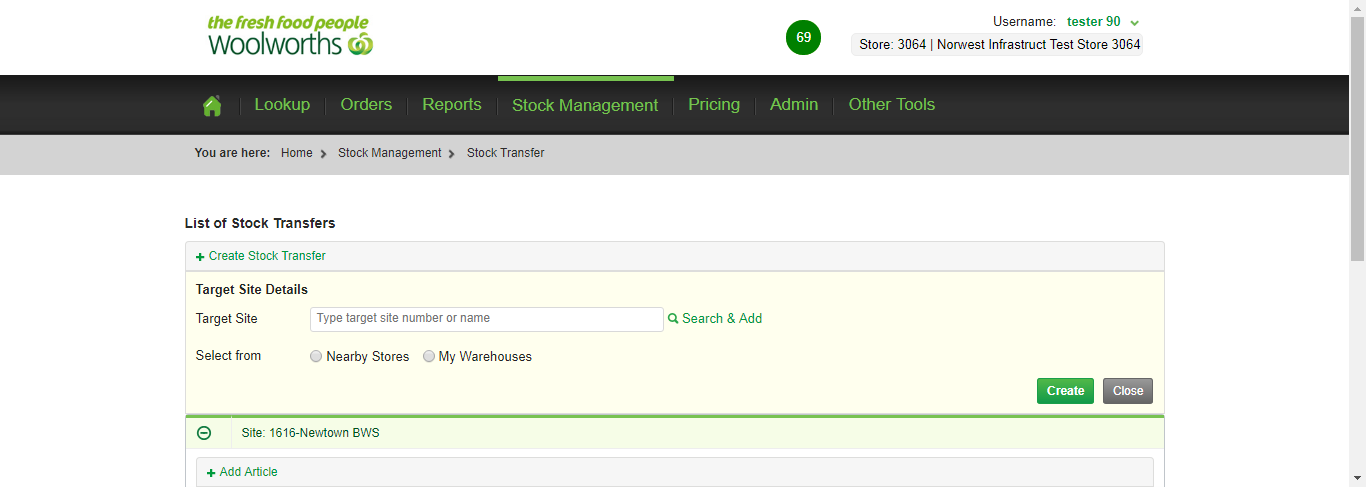 the fresh food people
Woolworths
69
Username: tester 90
Store: 3064 | Norwest Infrastruct Test Store 3064
Lookup Orders Reports Stock Management Pricing Admin Other Tools
You are here: Home Stock Management Stock Transfer
List of Stock Transfers
Create Stock Transfer
Target Site Details
Target Site Type target site number or name Search & Add
Select from Nearby Stores My Warehouses
Create Close
Site: 1616-Newtown BWS
Add Article